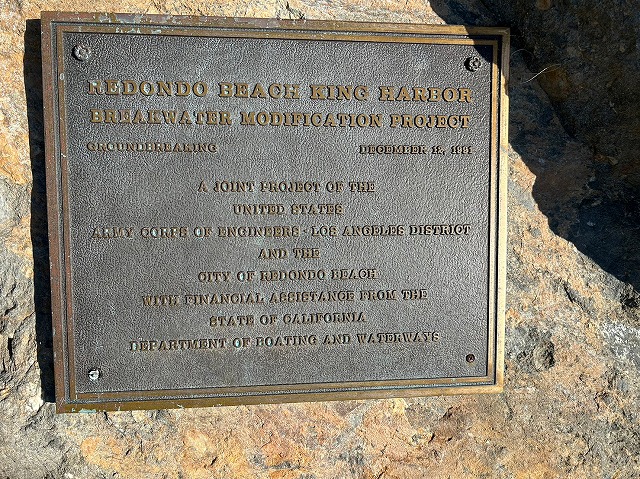 REDONDO BEACH KING HARBOR
BREAKWATER MODIFICATION PROJECT
GROUNDBREAKING DECEMBER 12, 1991
A JOINT PROJECT OF THE
UNITED STATES
ARMY CORPS OF ENGINEERS - LOS ANGELES DISTRICT
AND THE
CITY OF REDONDO BEACH
WITH FINANCIAL ASSISTANCE FROM THE
STATE OF CALIFORNIA
DEPARTMENT OF BOATING AND WATERWAYS